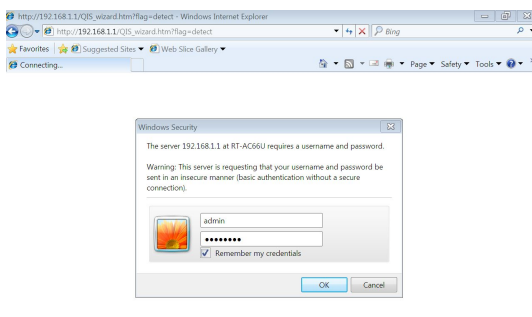 http://192.168.1.1/QIS_wizard.htm?flag=detect - Windows Internet Explorer
http://192.168.1.1/QIS_wizard.htm?flag=detect
Bing
Favorites Suggested Sites Web Slice Gallery
Connecting...
Page Safety Tools
Windows Security
The server 192.168.1.1 at RT-AC66U requires a username and password.
Warning: This server is requesting that your username and password be
sent in an insecure manner (basic authentication without a secure
connection).
admin
••••••••
Remember my credentials
OK Cancel